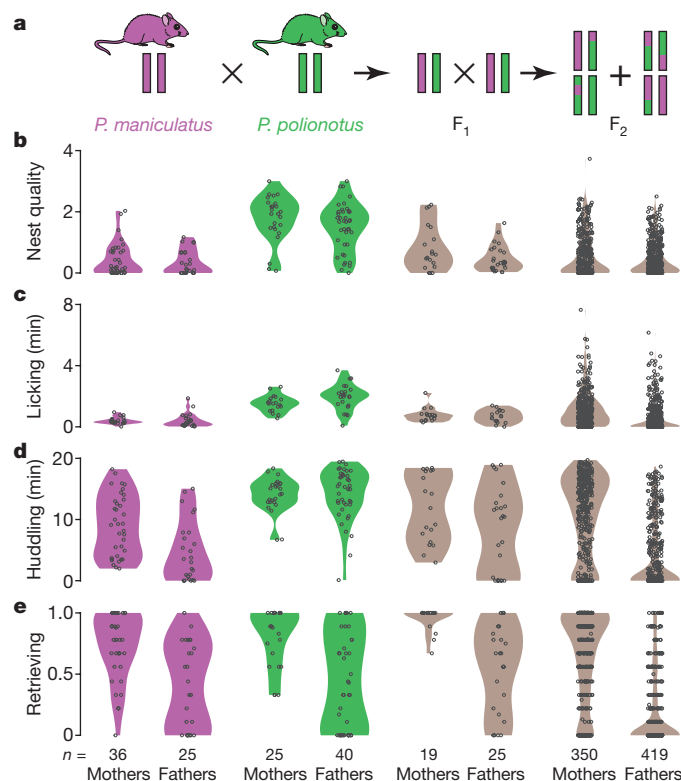 a
P. maniculatus P. polionotus F1 F2
b
Nest quality
4
2
0
c
Licking (min)
8
4
0
d
Huddling (min)
20
10
0
e
Retrieving
1.0
0.5
0
n = 36 25 25 40 19 25 350 419
Mothers Fathers Mothers Fathers Mothers Fathers Mothers Fathers